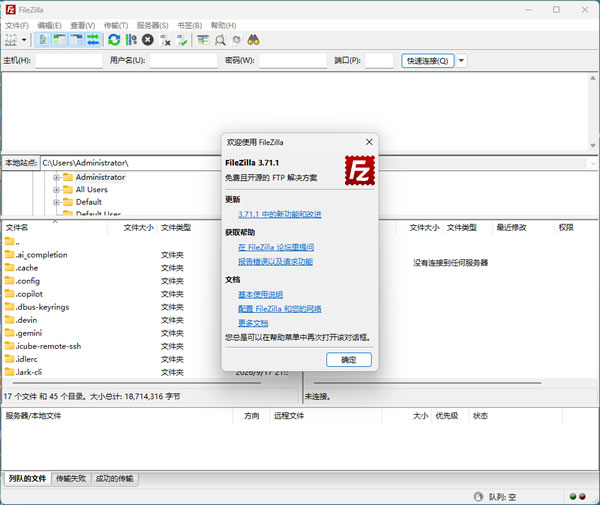 FileZilla
文件(F) 编辑(E) 查看(V) 传输(T) 服务器(S) 书签(B) 帮助(H)
主机(H): 用户名(U): 密码(W): 端口(P): 快速连接(Q)
欢迎使用 FileZilla
FileZilla 3.71.1
免费且开源的 FTP 解决方案
更新
3.71.1 中的新功能和改进
获取帮助
在 FileZilla 论坛里提问
报告错误以及请求功能
文档
基本使用说明
配置 FileZilla 和您的网络
更多文档
您总是可以在帮助菜单中再次打开该对话框。
确定
本地站点: C:\Users\Administrator\
Administrator
All Users
Default
Default User
文件名 文件大小 文件类型
..
.ai_completion 文件夹
.cache 文件夹
.config 文件夹
.copilot 文件夹
.dbus-keyrings 文件夹
.devin 文件夹
.gemini 文件夹
.icube-remote-ssh 文件夹
.idlerc 文件夹
.lark-cli 文件夹 2026/9/17 21:
17 个文件 和 45 个目录。大小总计: 18,714,316 字节
文件大小 文件类型 最近修改 权限
没有连接到任何服务器
未连接。
服务器/本地文件 方向 远程文件 大小 优先级 状态
列队的文件 传输失败 成功的传输
队列: 空